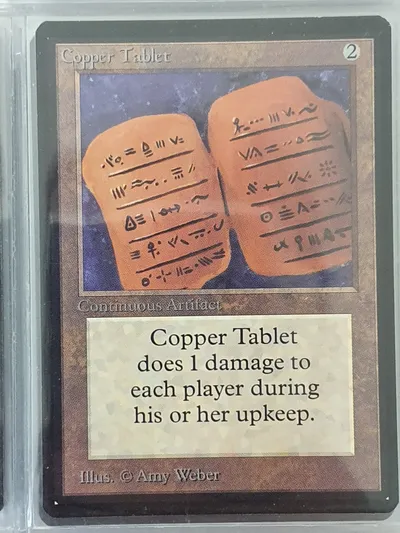 Copper Tablet
2
Continuous Artifact
Copper Tablet
does 1 damage to
each player during
his or her upkeep.
Illus. © Amy Weber